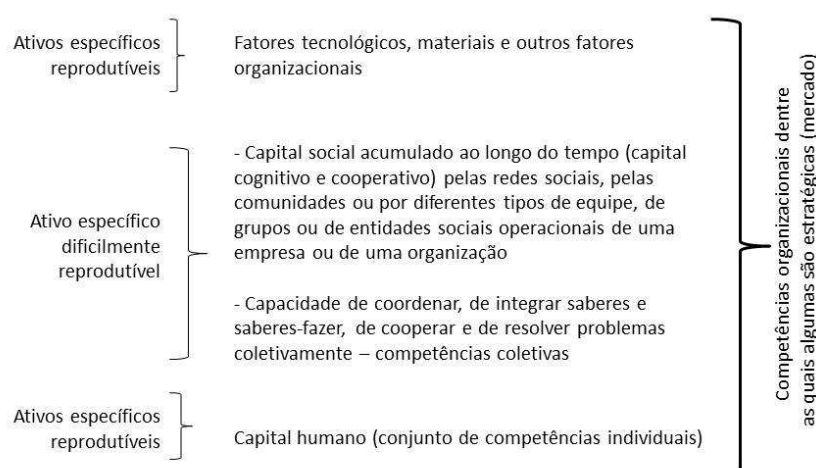 Ativos específicos
reprodutíveis
Fatores tecnológicos, materiais e outros fatores
organizacionais
Ativo específico
dificilmente
reprodutível
- Capital social acumulado ao longo do tempo (capital
cognitivo e cooperativo) pelas redes sociais, pelas
comunidades ou por diferentes tipos de equipe, de
grupos ou de entidades sociais operacionais de uma
empresa ou de uma organização
- Capacidade de coordenar, de integrar saberes e
saberes-fazer, de cooperar e de resolver problemas
coletivamente – competências coletivas
Ativos específicos
reprodutíveis
Capital humano (conjunto de competências individuais)
Competências organizacionais dentre
as quais algumas são estratégicas (mercado)